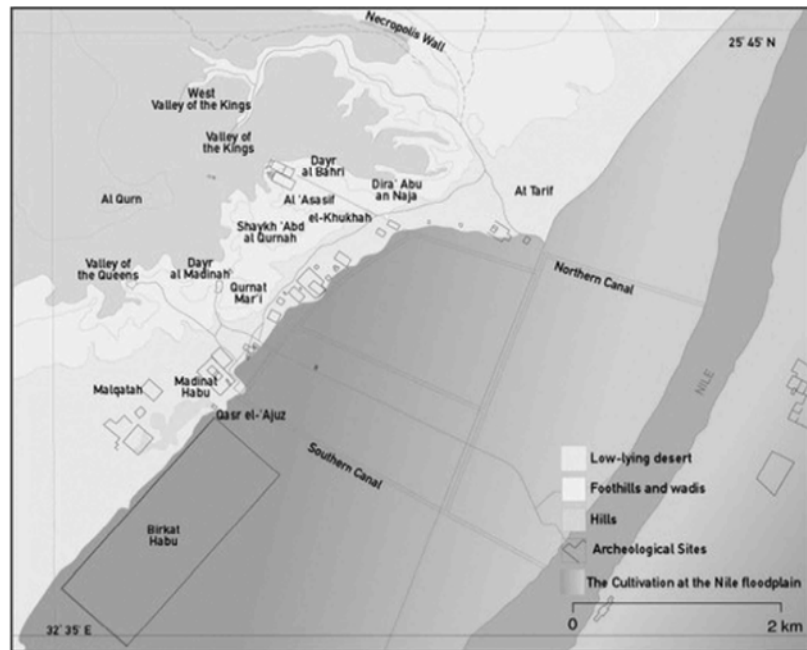 Necropolis Wall
25° 45' N
West
Valley of the Kings
Valley of
the Kings
Dayr
al Bahri
Dira' Abu
an Naja
At Tarif
Al Qurn
Al 'Asasif
el-Khukhah
Shaykh 'Abd
al Qurnah
Valley of
the Queens
Dayr
al Madinah
Qurnat
Mar'i
Northern Canal
NILE
Malqatah
Madinat
Habu
Qasr el-'Ajuz
Southern Canal
Birkat
Habu
Low-lying desert
Foothills and wadis
Hills
Archeological Sites
The Cultivation at the Nile floodplain
32° 35' E
0
2 km